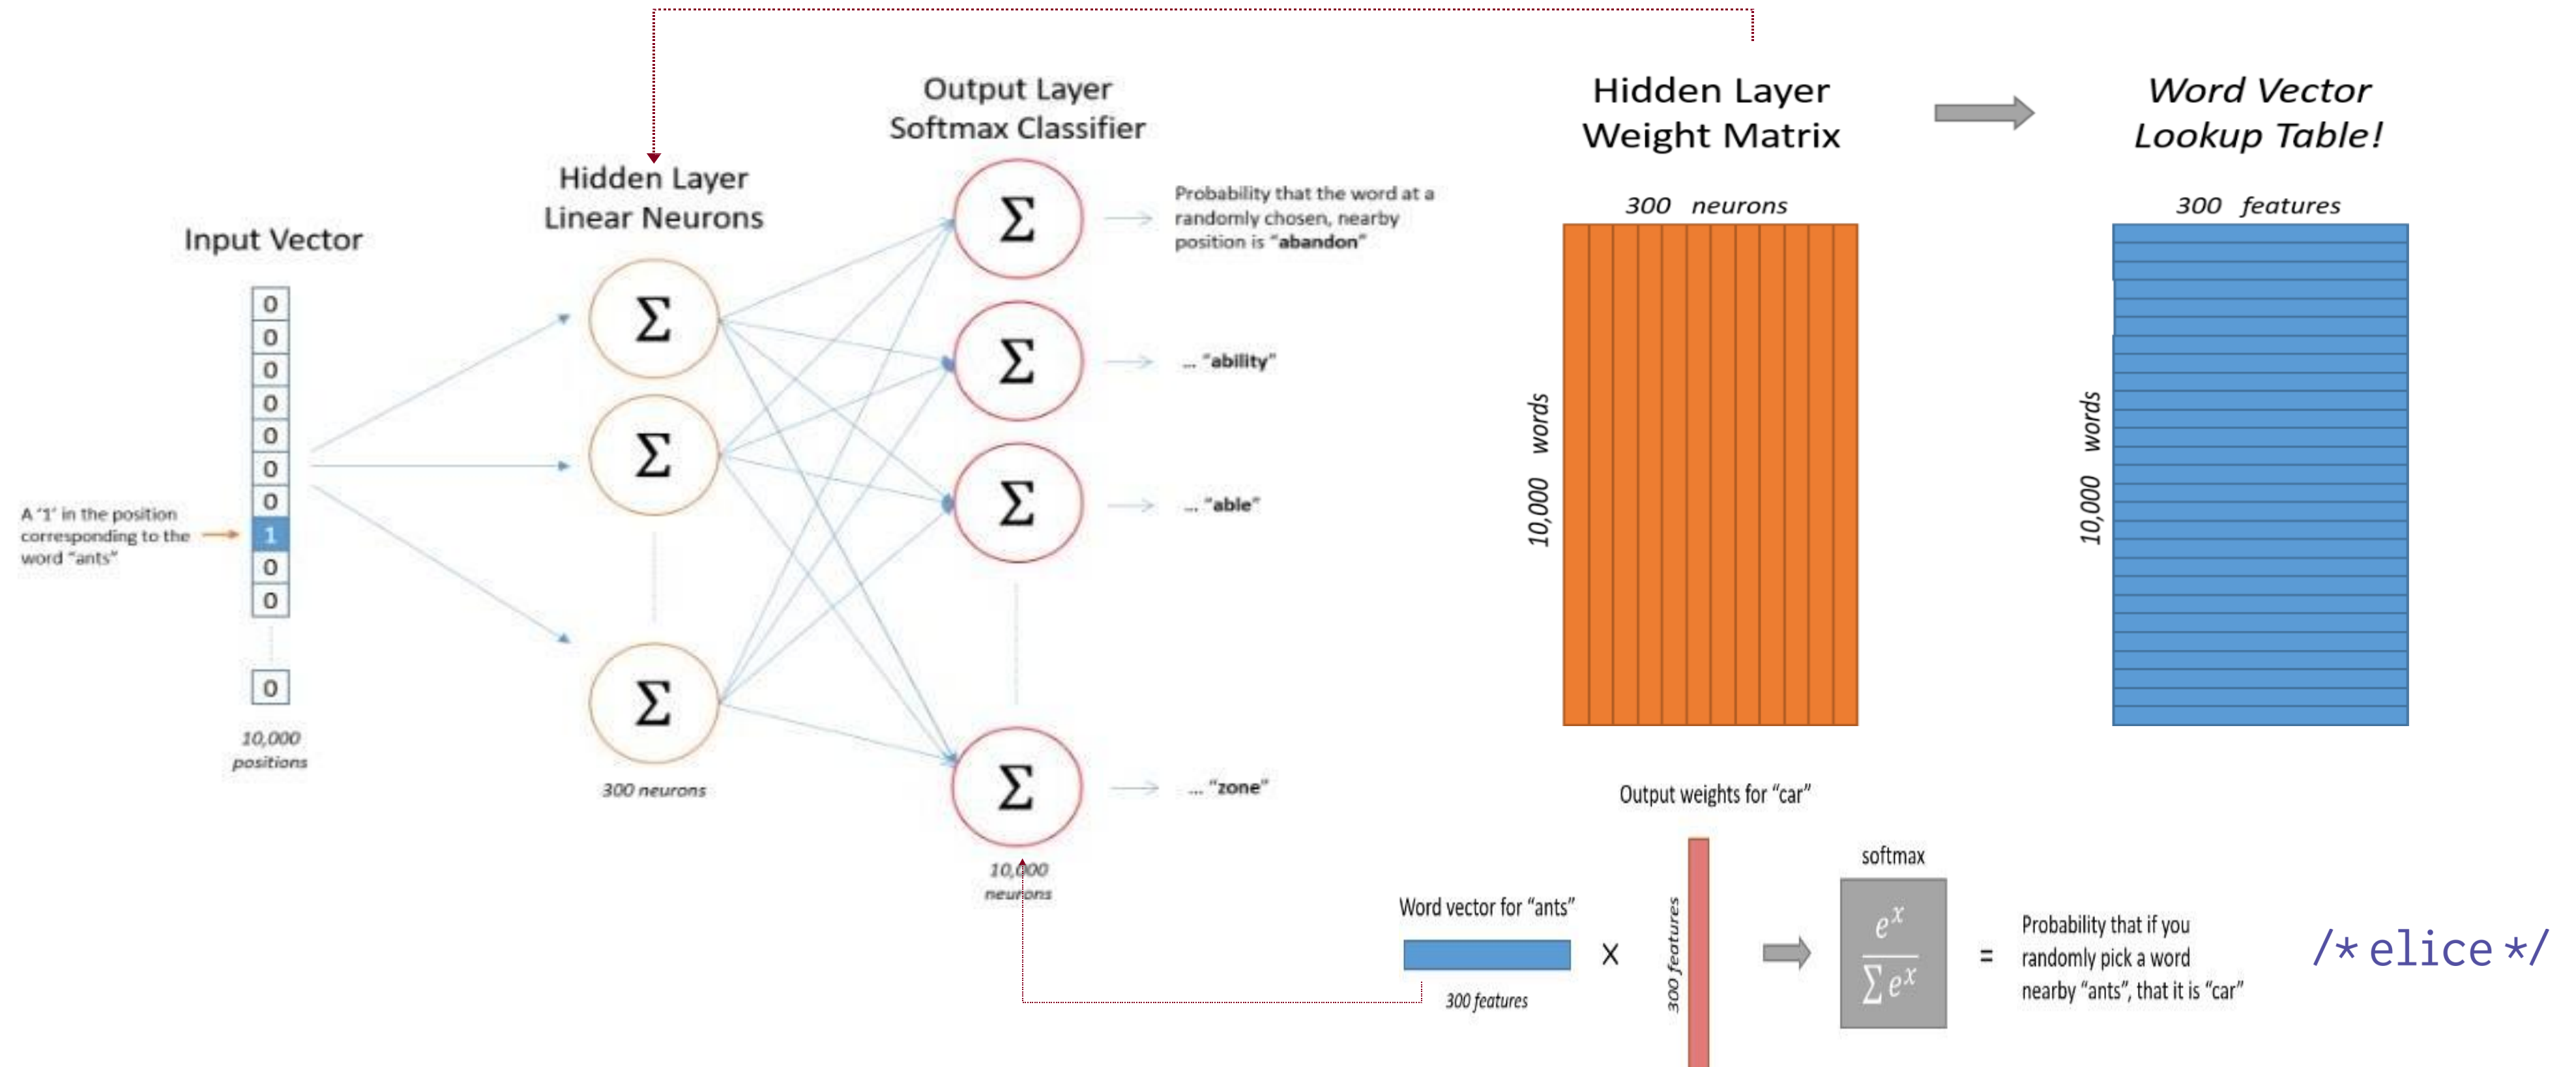 Input Vector
0
0
0
0
0
0
0
1
0
0
0
A ‘1’ in the position
corresponding to the
word “ants”
10,000
positions
Hidden Layer
Linear Neurons
Σ
Σ
Σ
300 neurons
Output Layer
Softmax Classifier
Σ
Σ
Σ
Σ
10,000
neurons
Probability that the word at a
randomly chosen, nearby
position is “abandon”
... “ability”
... “able”
... “zone”
Hidden Layer
Weight Matrix
300 neurons
10,000 words
Word Vector
Lookup Table!
300 features
10,000 words
Output weights for “car”
Word vector for “ants”
300 features
X
300 features
softmax
e^x
∑ e^x
=
Probability that if you
randomly pick a word
nearby “ants”, that it is “car”
/* elice */